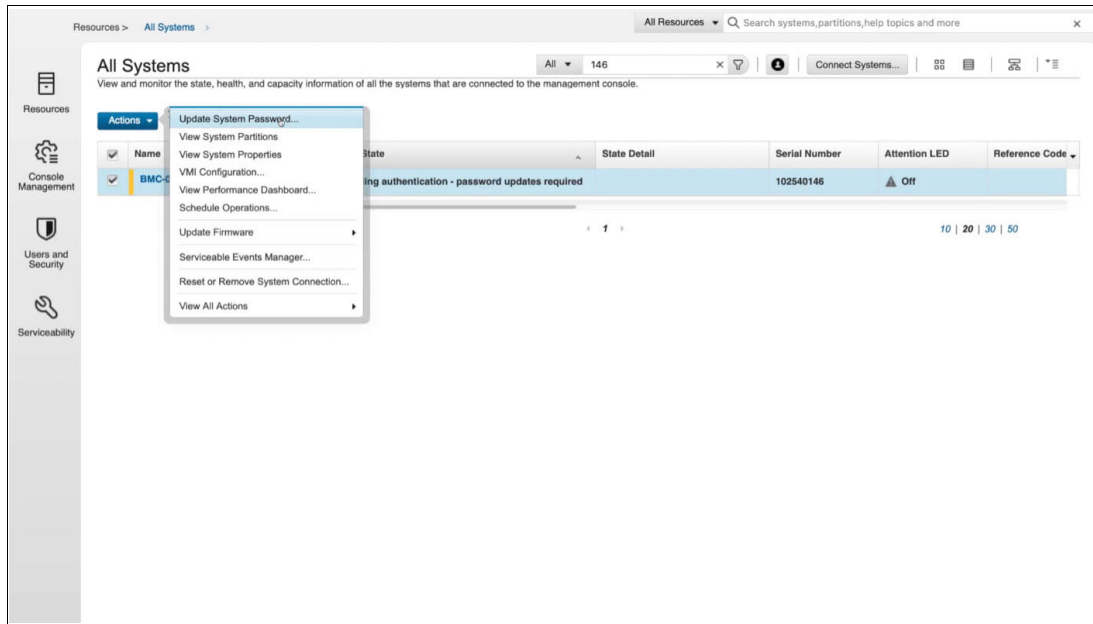 Resources > All Systems >
All Resources Search systems,partitions,help topics and more
All Systems
All 146
Connect Systems...
View and monitor the state, health, and capacity information of all the systems that are connected to the management console.
Resources
Console Management
Users and Security
Serviceability
Actions
Update System Password...
View System Partitions
View System Properties
VMI Configuration...
View Performance Dashboard...
Schedule Operations...
Update Firmware
Serviceable Events Manager...
Reset or Remove System Connection...
View All Actions
Name State State Detail Serial Number Attention LED Reference Code
authentication - password updates required 102540146 Off
< 1 >
10 | 20 | 30 | 50